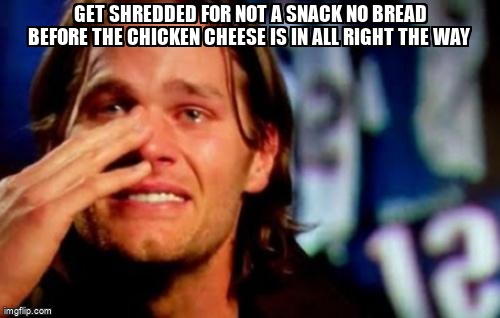 GET SHREDDED FOR NOT A SNACK NO BREAD
BEFORE THE CHICKEN CHEESE IS IN ALL RIGHT THE WAY
12
imgflip.com